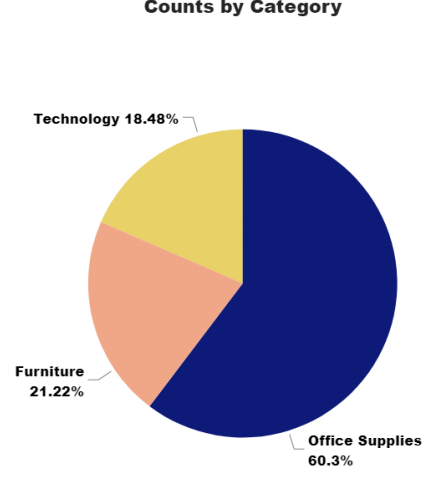 Counts by Category
Technology 18.48%
Furniture
21.22%
Office Supplies
60.3%